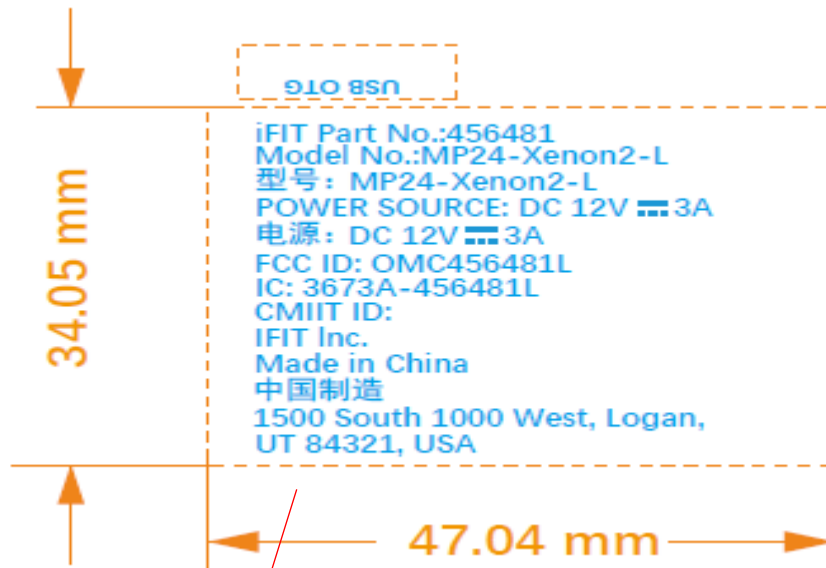 USB OTG
iFIT Part No.:456481
Model No.:MP24-Xenon2-L
型号：MP24-Xenon2-L
POWER SOURCE: DC 12V ⎓ 3A
电源：DC 12V ⎓ 3A
FCC ID: OMC456481L
IC: 3673A-456481L
CMIIT ID:
IFIT lnc.
Made in China
中国制造
1500 South 1000 West, Logan,
UT 84321, USA
34.05 mm
47.04 mm